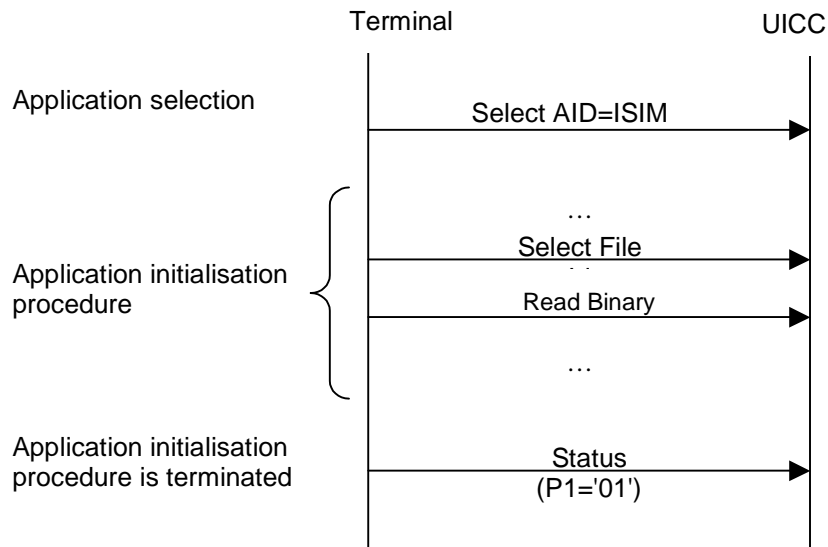 Terminal
UICC
Application selection
Select AID=ISIM
...
Select File
Application initialisation
procedure
Read Binary
...
Application initialisation
procedure is terminated
Status
(P1='01')